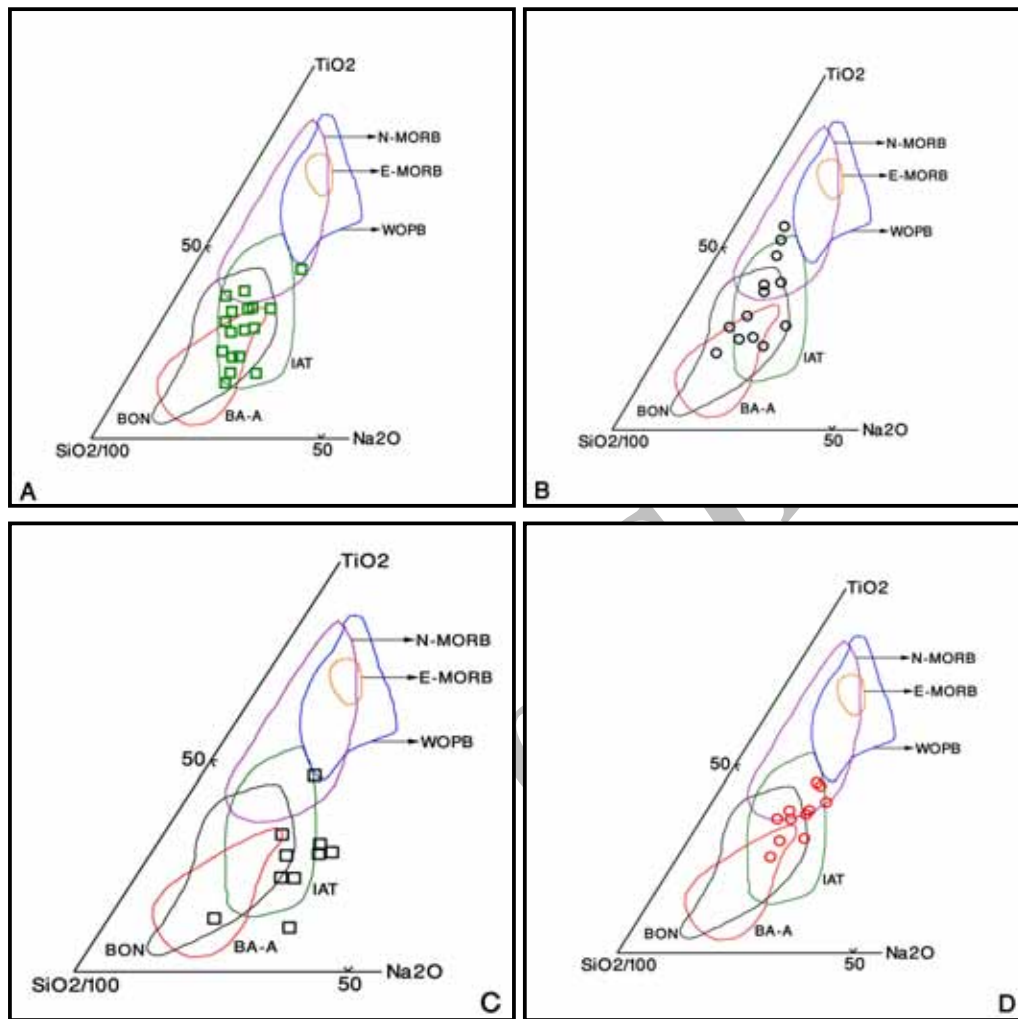 TiO2
N-MORB
E-MORB
WOPB
50
IAT
BON
BA-A
SiO2/100
50
Na2O
A
TiO2
N-MORB
E-MORB
WOPB
50
IAT
BON
BA-A
SiO2/100
50
Na2O
B
TiO2
N-MORB
E-MORB
WOPB
50
IAT
BON
BA-A
SiO2/100
50
Na2O
C
TiO2
N-MORB
E-MORB
WOPB
50
IAT
BON
BA-A
SiO2/100
50
Na2O
D